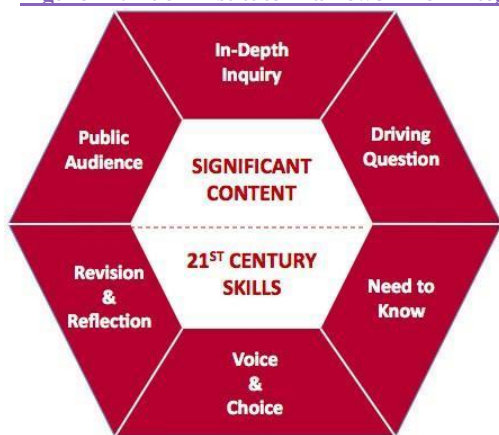 In-Depth
Inquiry
Public
Audience
Driving
Question
SIGNIFICANT
CONTENT
21ST CENTURY
SKILLS
Revision
&
Reflection
Need to
Know
Voice
&
Choice